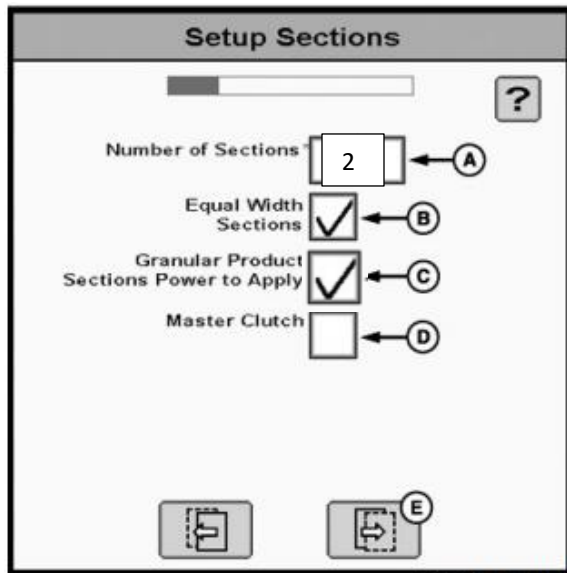 Setup Sections
?
Number of Sections*
2
A
Equal Width
Sections
B
Granular Product
Sections Power to Apply
C
Master Clutch
D
E